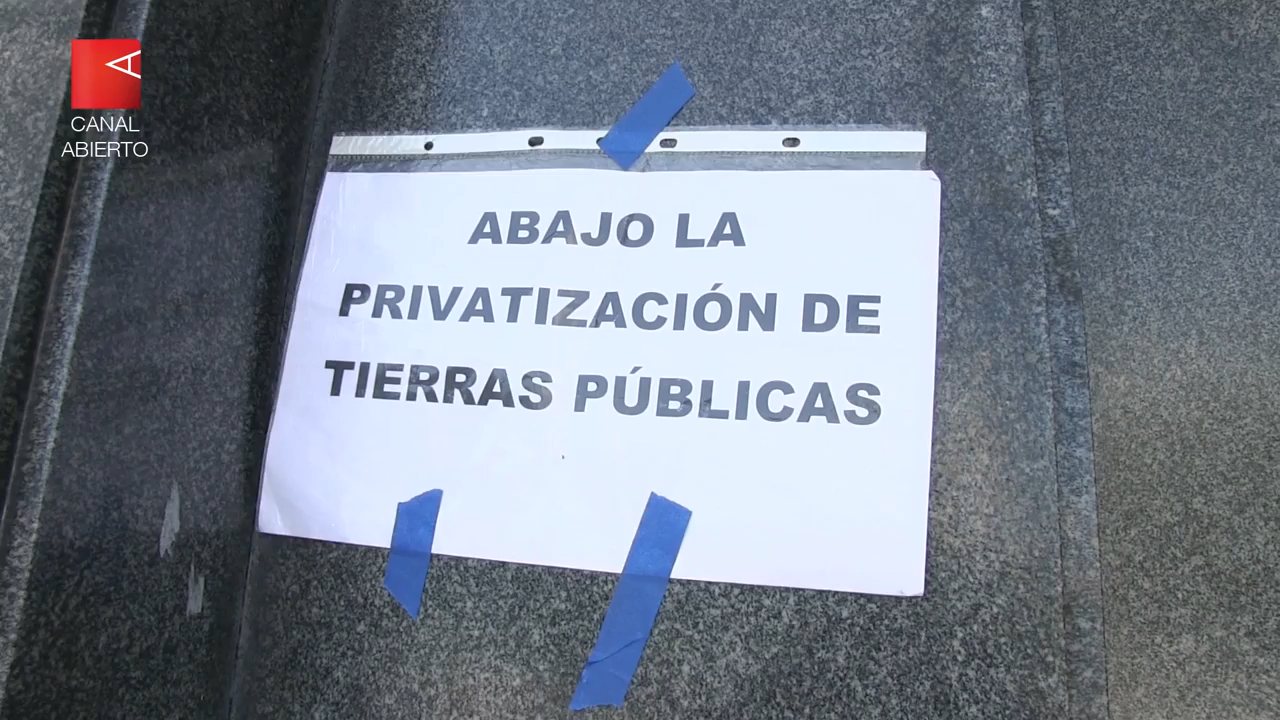 CANAL
ABIERTO
ABAJO LA
PRIVATIZACIÓN DE
TIERRAS PÚBLICAS